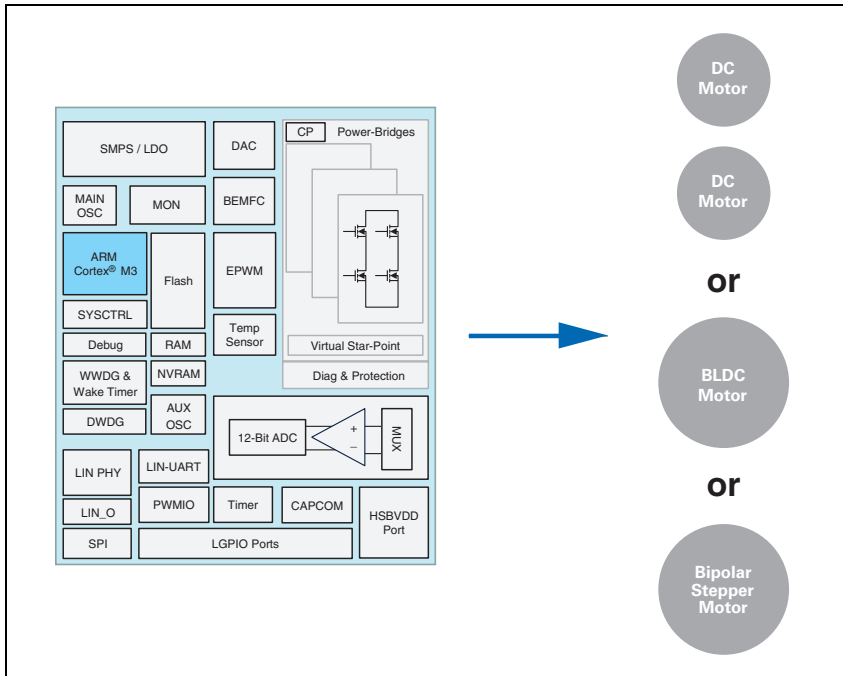 SMPS / LDO
DAC
CP
Power-Bridges
MAIN
OSC
MON
BEMFC
ARM
Cortex® M3
Flash
EPWM
SYSCTRL
Temp
Sensor
Debug
RAM
Virtual Star-Point
WWDG &
Wake Timer
NVRAM
Diag & Protection
DWDG
AUX
OSC
12-Bit ADC
+
–
MUX
LIN PHY
LIN-UART
LIN_O
PWMIO
Timer
CAPCOM
HSBVDD
Port
SPI
LGPIO Ports
DC
Motor
DC
Motor
or
BLDC
Motor
or
Bipolar
Stepper
Motor